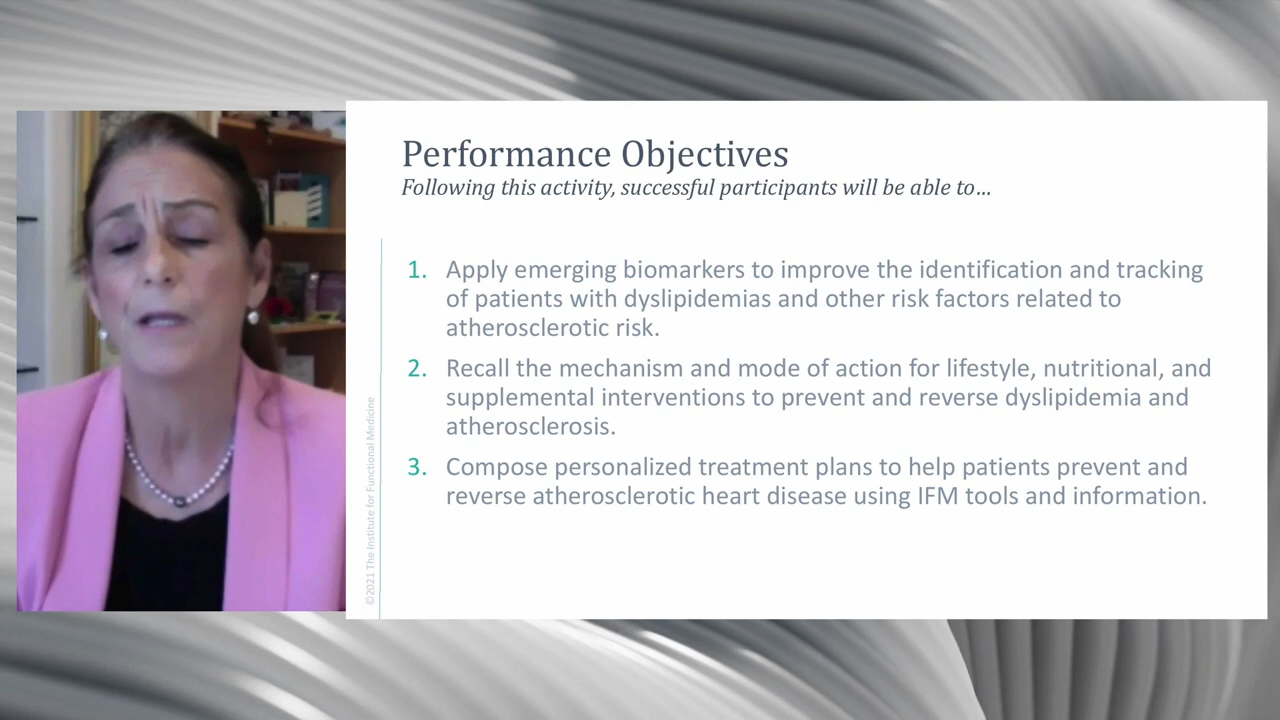 Performance Objectives
Following this activity, successful participants will be able to…
1. Apply emerging biomarkers to improve the identification and tracking
of patients with dyslipidemias and other risk factors related to
atherosclerotic risk.
2. Recall the mechanism and mode of action for lifestyle, nutritional, and
supplemental interventions to prevent and reverse dyslipidemia and
atherosclerosis.
3. Compose personalized treatment plans to help patients prevent and
reverse atherosclerotic heart disease using IFM tools and information.
©2021 The Institute for Functional Medicine